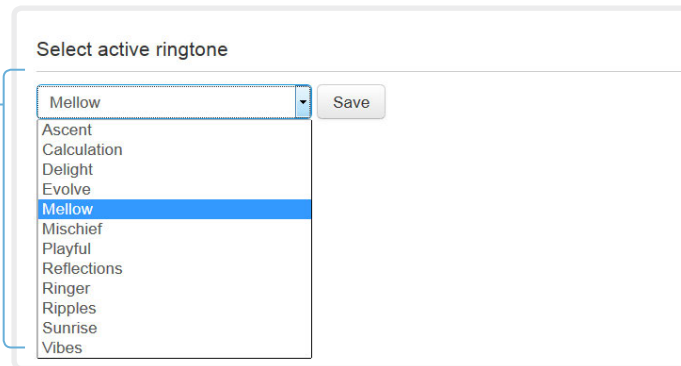 Select active ringtone
Mellow
Save
Ascent
Calculation
Delight
Evolve
Mellow
Mischief
Playful
Reflections
Ringer
Ripples
Sunrise
Vibes